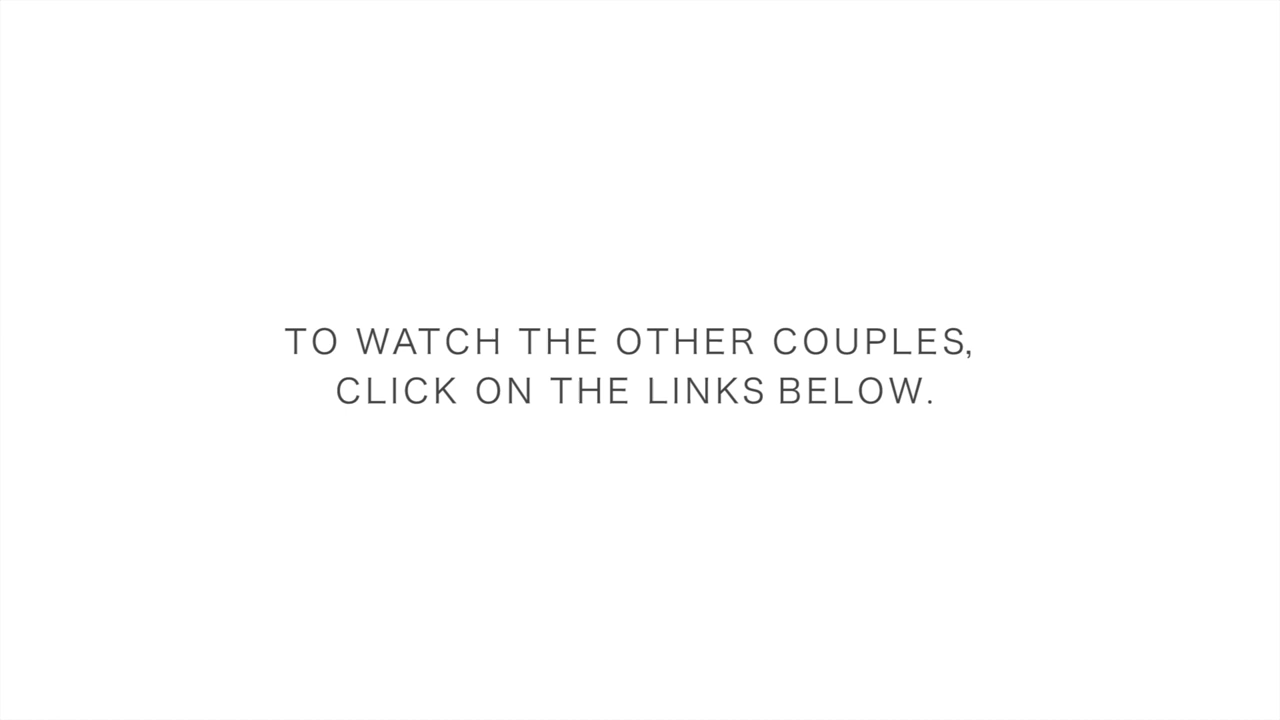 TO WATCH THE OTHER COUPLES,
CLICK ON THE LINKS BELOW.